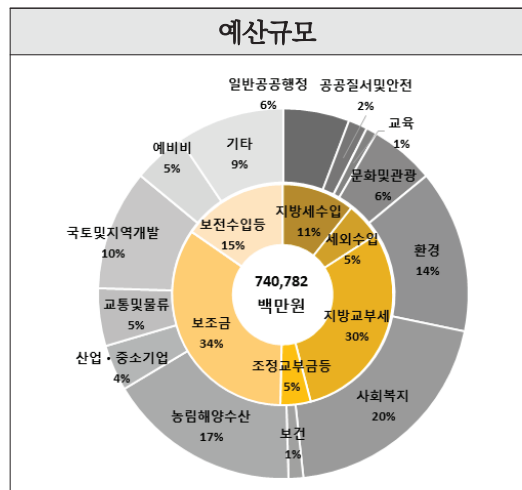 예산규모
일반공공행정
6%
공공질서및안전
2%
교육
1%
문화및관광
6%
환경
14%
사회복지
20%
보건
1%
농림해양수산
17%
산업·중소기업
4%
교통및물류
5%
국토및지역개발
10%
예비비
5%
기타
9%
지방세수입
11%
세외수입
5%
지방교부세
30%
조정교부금등
5%
보조금
34%
보전수입등
15%
740,782
백만원